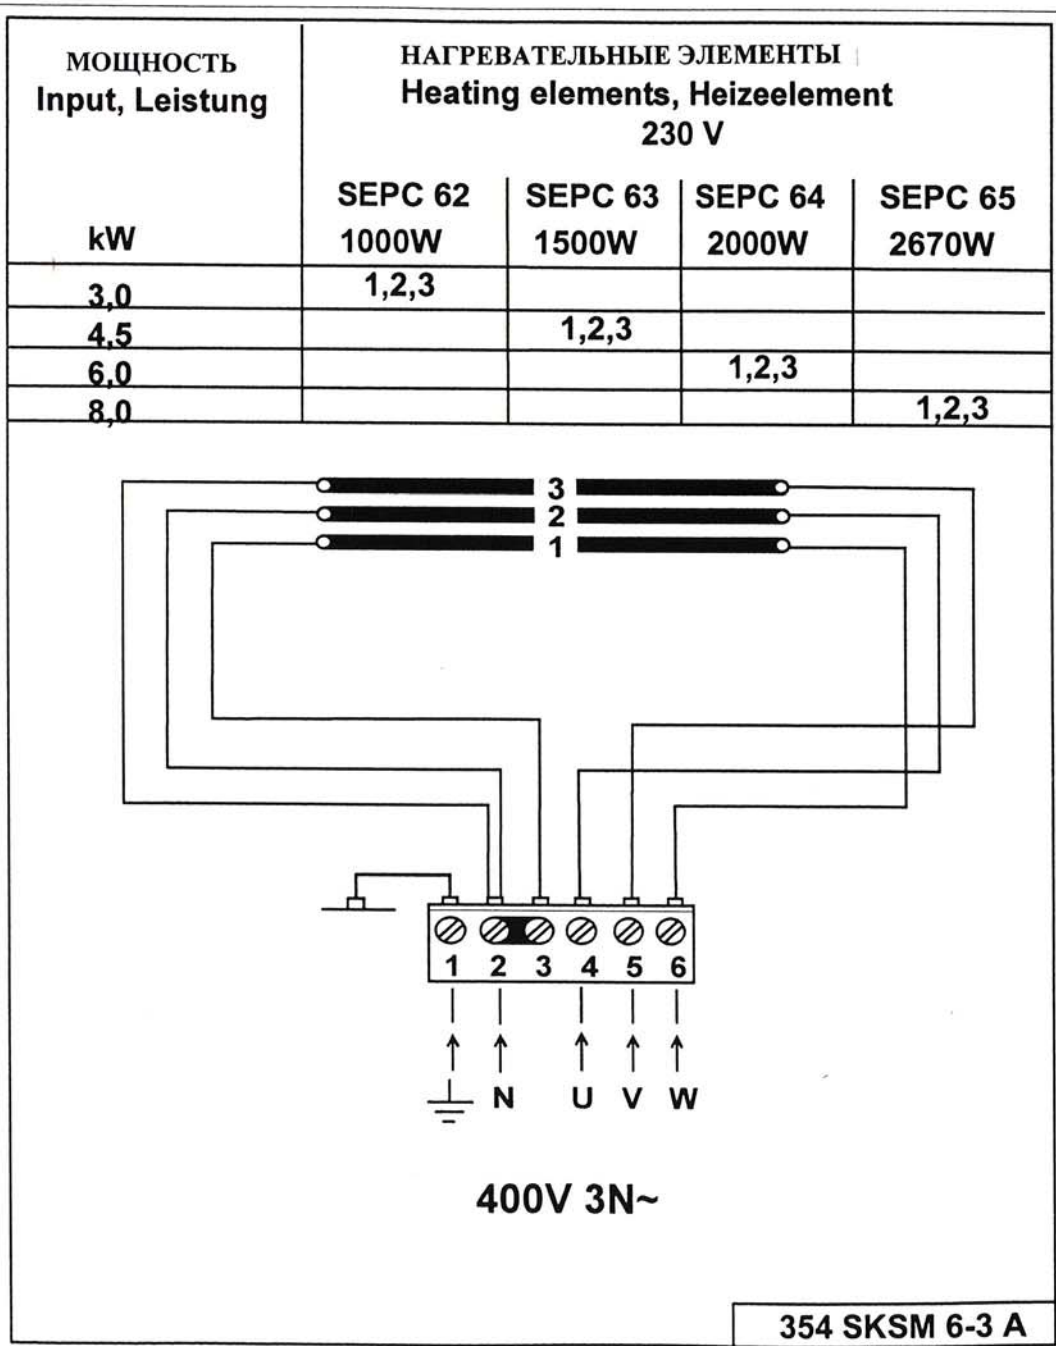 МОЩНОСТЬ
Input, Leistung
kW
НАГРЕВАТЕЛЬНЫЕ ЭЛЕМЕНТЫ
Heating elements, Heizeelement
230 V
SEPC 62 SEPC 63 SEPC 64 SEPC 65
1000W 1500W 2000W 2670W
3,0 1,2,3
4,5 1,2,3
6,0 1,2,3
8,0 1,2,3
3
2
1
1 2 3 4 5 6
N U V W
400V 3N~
354 SKSM 6-3 A